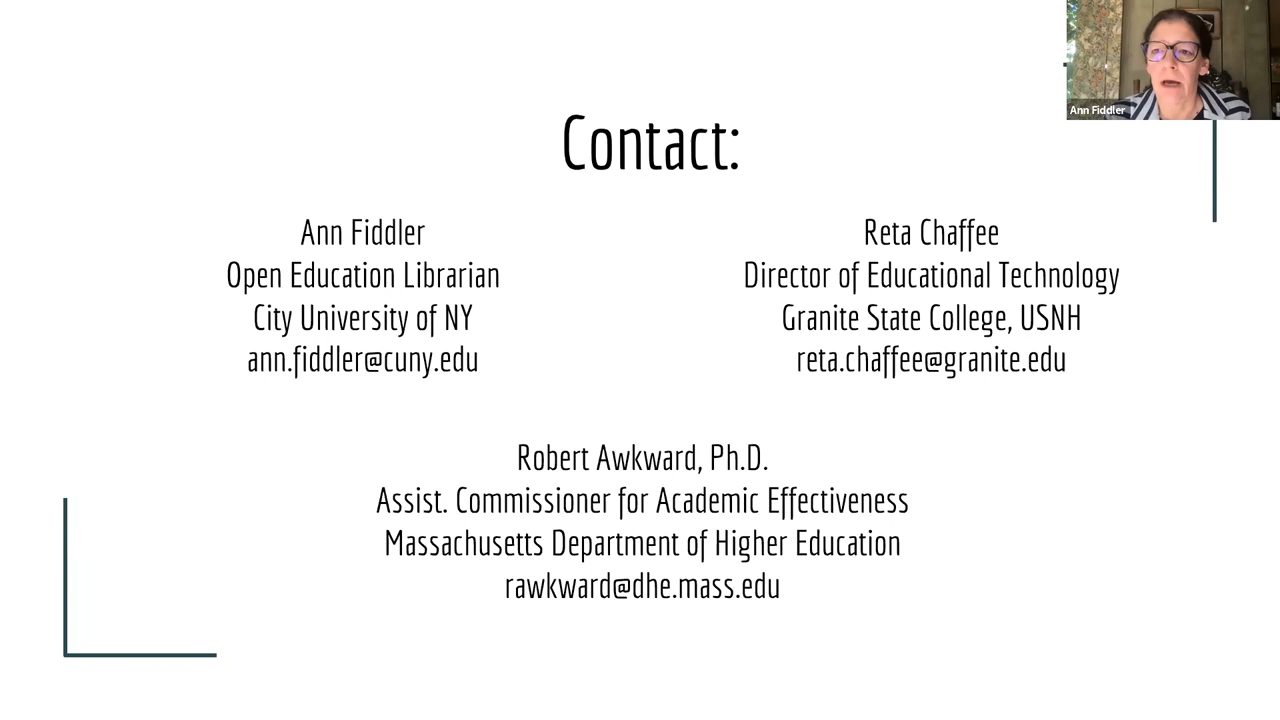 Contact:
Ann Fiddler
Open Education Librarian
City University of NY
ann.fiddler@cuny.edu
Reta Chaffee
Director of Educational Technology
Granite State College, USNH
reta.chaffee@granite.edu
Robert Awkward, Ph.D.
Assist. Commissioner for Academic Effectiveness
Massachusetts Department of Higher Education
rawkward@dhe.mass.edu
Ann Fiddler